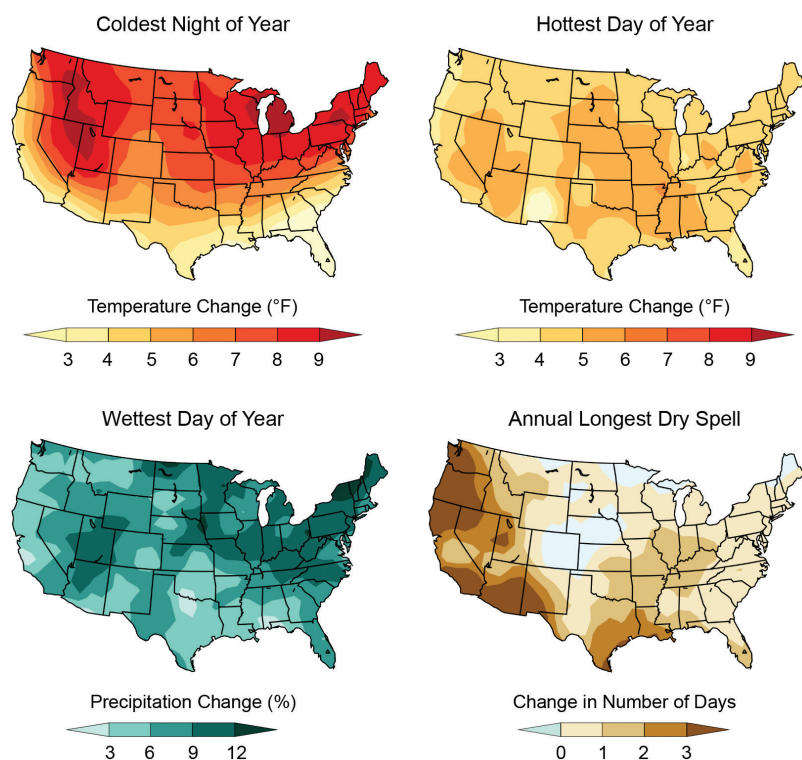 Coldest Night of Year
Hottest Day of Year
Temperature Change (°F)
3 4 5 6 7 8 9
Temperature Change (°F)
3 4 5 6 7 8 9
Wettest Day of Year
Annual Longest Dry Spell
Precipitation Change (%)
3 6 9 12
Change in Number of Days
0 1 2 3